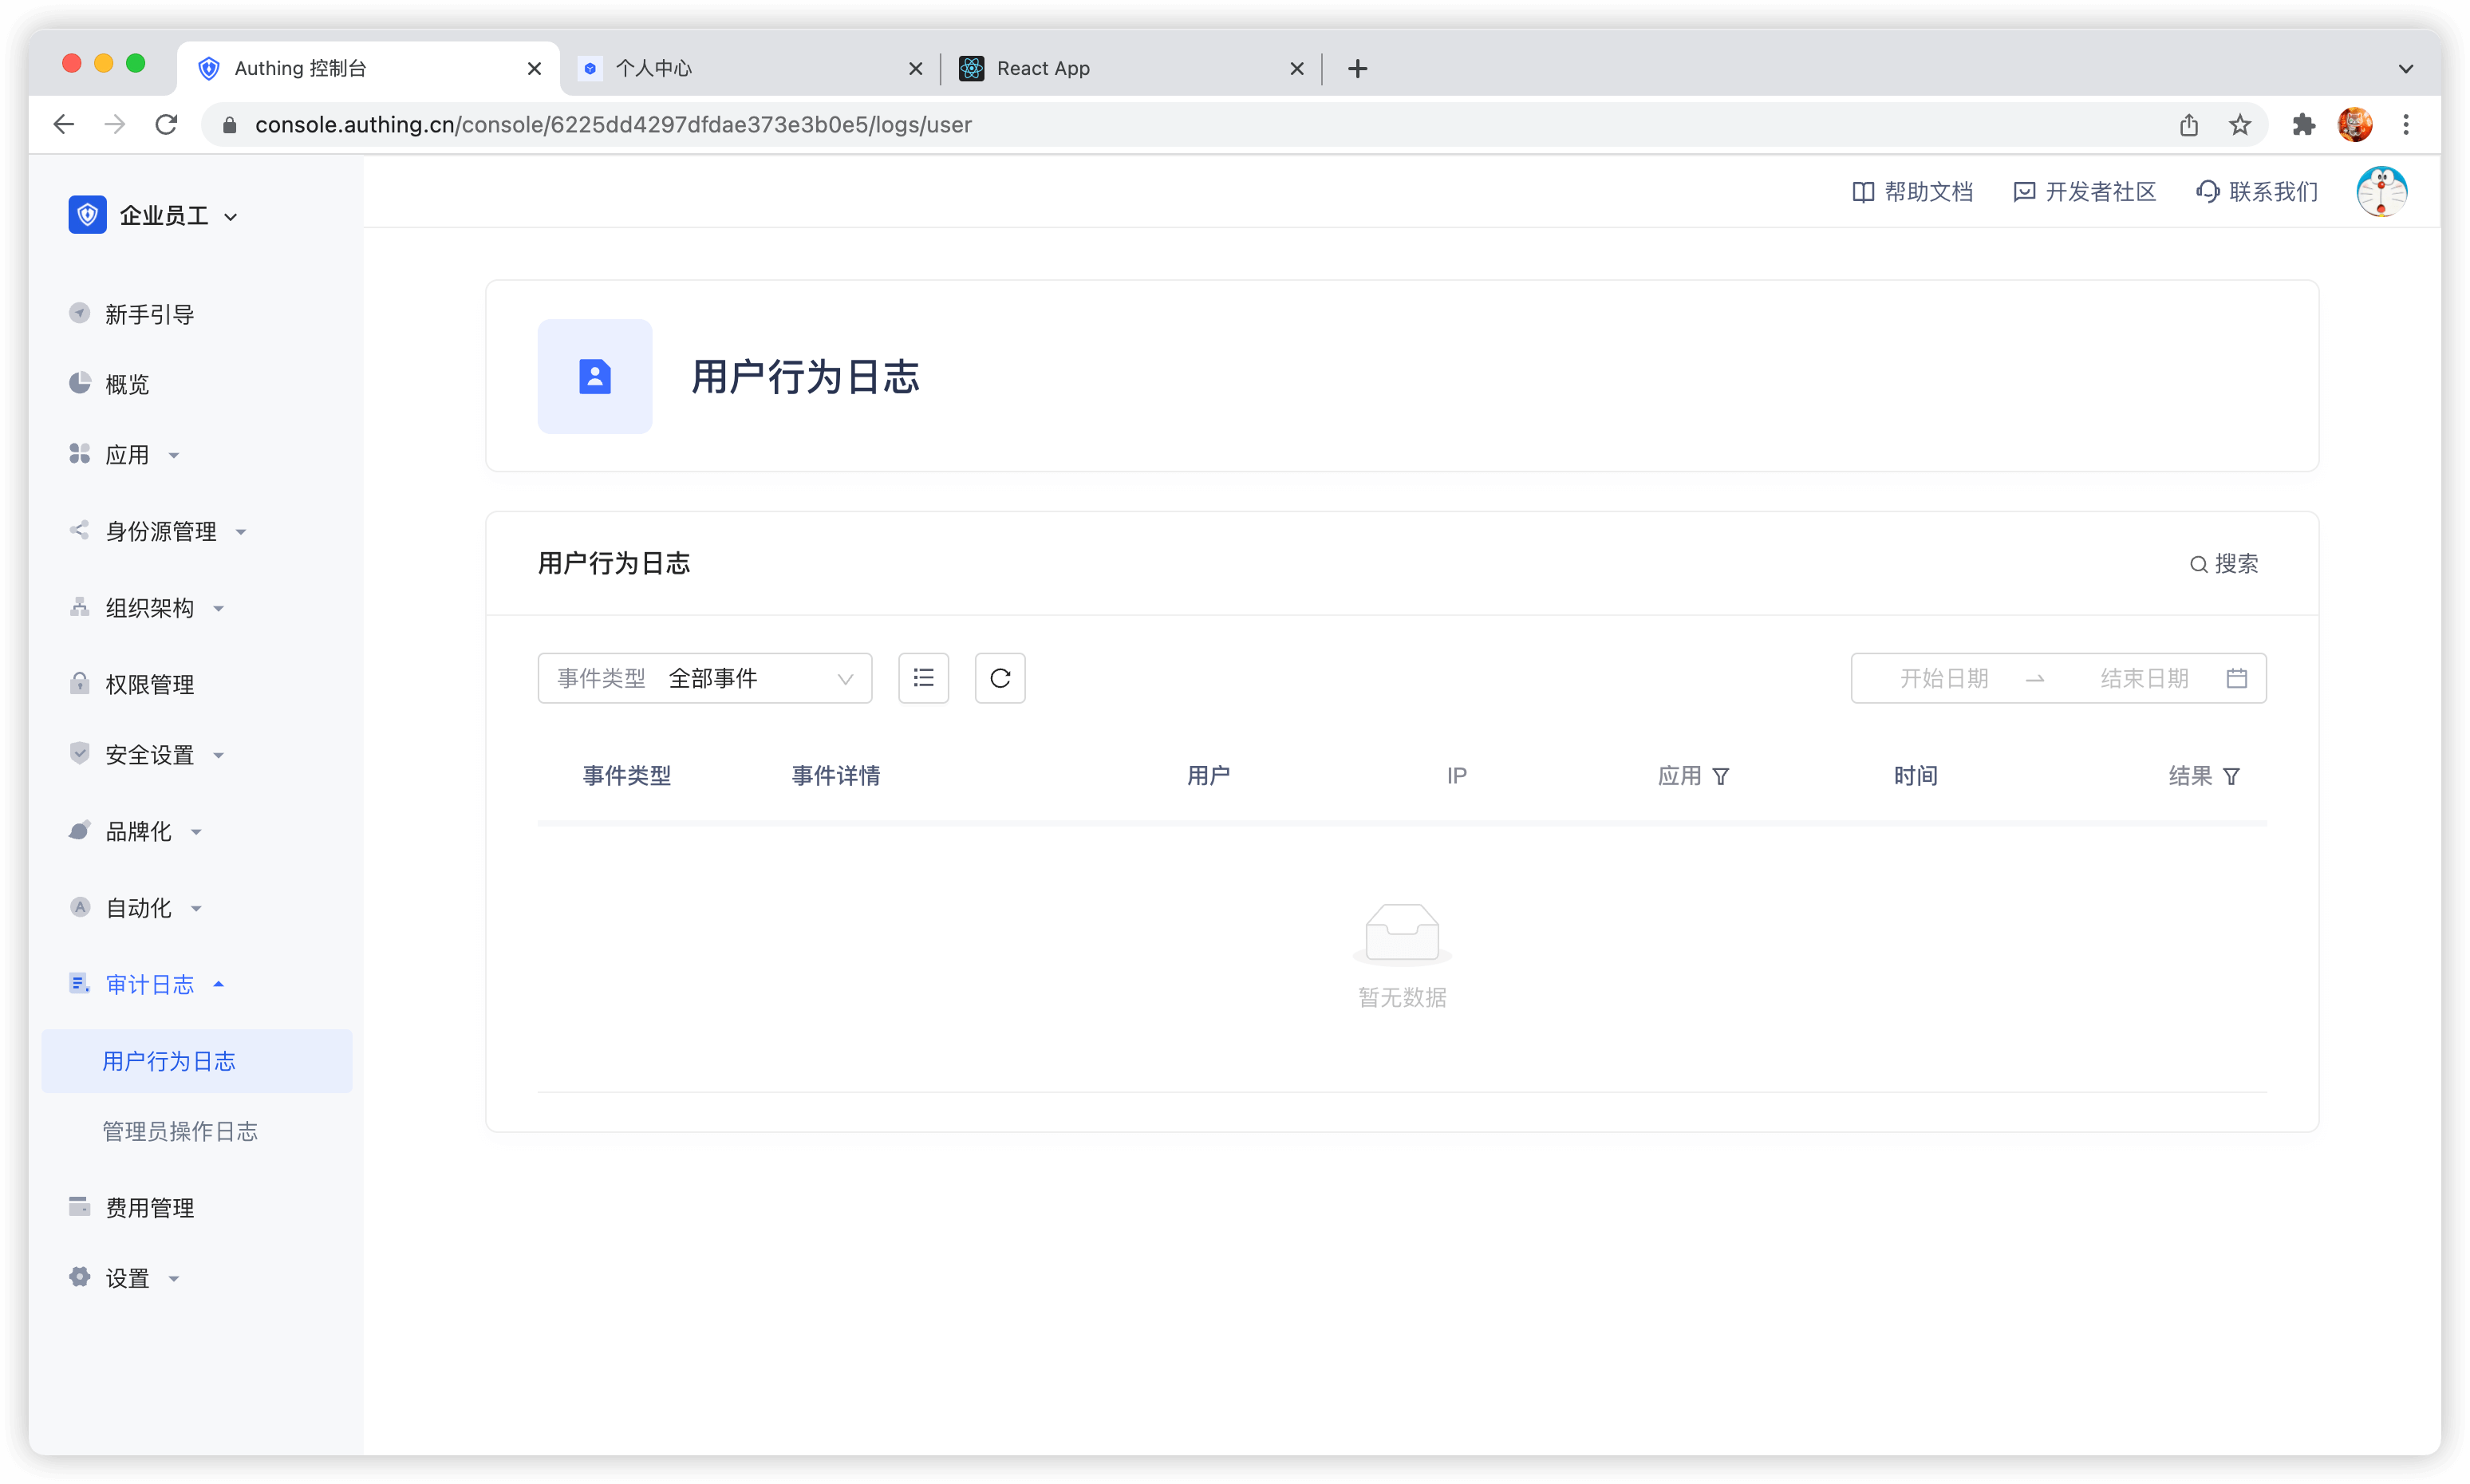 Authing 控制台
个人中心
React App
console.authing.cn/console/6225dd4297dfdae373e3b0e5/logs/user
企业员工
帮助文档
开发者社区
联系我们
新手引导
概览
应用
身份源管理
组织架构
权限管理
安全设置
品牌化
自动化
审计日志
用户行为日志
管理员操作日志
费用管理
设置
用户行为日志
用户行为日志
搜索
事件类型 全部事件
开始日期
结束日期
事件类型 事件详情 用户 IP 应用 时间 结果
暂无数据